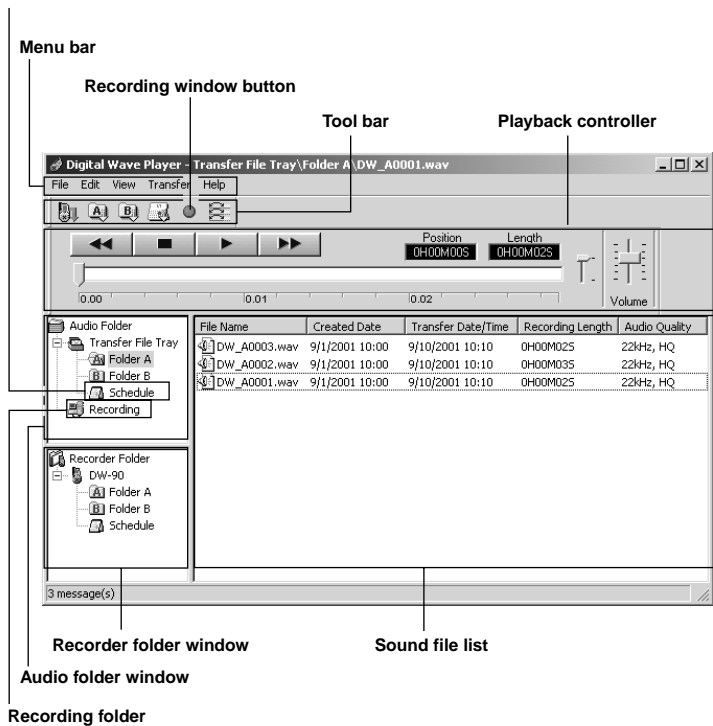 Menu bar
Recording window button
Tool bar
Playback controller
Digital Wave Player - Transfer File Tray\Folder A\DW_A0001.wav
File Edit View Transfer Help
Position Length
0H00M00S 0H00M02S
0.00 0.01 0.02
Volume
Audio Folder
Transfer File Tray
Folder A
Folder B
Schedule
Recording
File Name Created Date Transfer Date/Time Recording Length Audio Quality
DW_A0003.wav 9/1/2001 10:00 9/10/2001 10:10 0H00M02S 22kHz, HQ
DW_A0002.wav 9/1/2001 10:00 9/10/2001 10:10 0H00M03S 22kHz, HQ
DW_A0001.wav 9/1/2001 10:00 9/10/2001 10:10 0H00M02S 22kHz, HQ
Recorder Folder
DW-90
Folder A
Folder B
Schedule
3 message(s)
Recorder folder window
Sound file list
Audio folder window
Recording folder